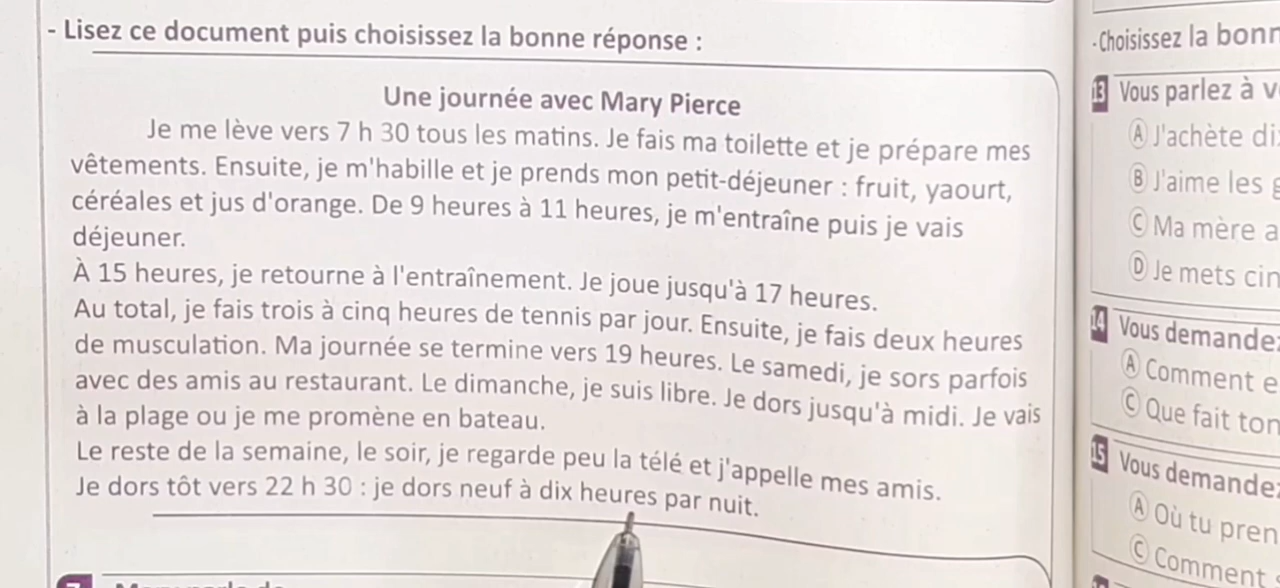 - Lisez ce document puis choisissez la bonne réponse :
Une journée avec Mary Pierce
Je me lève vers 7 h 30 tous les matins. Je fais ma toilette et je prépare mes
vêtements. Ensuite, je m'habille et je prends mon petit-déjeuner : fruit, yaourt,
céréales et jus d'orange. De 9 heures à 11 heures, je m'entraîne puis je vais
déjeuner.
À 15 heures, je retourne à l'entraînement. Je joue jusqu'à 17 heures.
Au total, je fais trois à cinq heures de tennis par jour. Ensuite, je fais deux heures
de musculation. Ma journée se termine vers 19 heures. Le samedi, je sors parfois
avec des amis au restaurant. Le dimanche, je suis libre. Je dors jusqu'à midi. Je vais
à la plage ou je me promène en bateau.
Le reste de la semaine, le soir, je regarde peu la télé et j'appelle mes amis.
Je dors tôt vers 22 h 30 : je dors neuf à dix heures par nuit.
- Choisissez la bonn
13 Vous parlez à v
A J'achète di
B J'aime les
C Ma mère a
D Je mets cin
14 Vous demande
A Comment e
C Que fait ton
15 Vous demande
A Où tu pren
C Comment